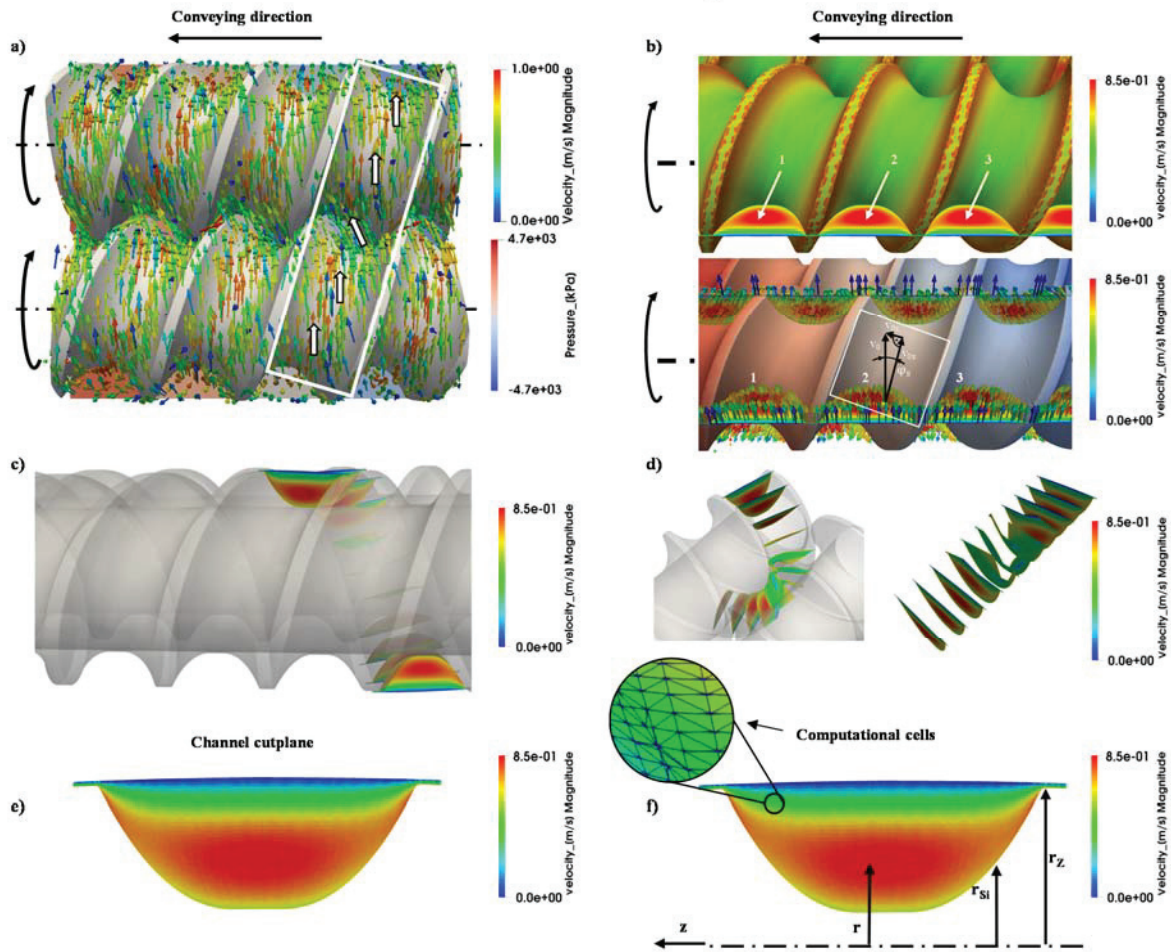 Conveying direction
a)
1.0e+00
Velocity_(m/s) Magnitude
0.0e+00
4.7e+03
Pressure_(kPa)
-4.7e+03
Conveying direction
b)
1
2
3
8.5e-01
Velocity_(m/s) Magnitude
0.0e+00
1
2
3
φs
8.5e-01
velocity_(m/s) Magnitude
0.0e+00
c)
8.5e-01
velocity_(m/s) Magnitude
0.0e+00
d)
8.5e-01
velocity_(m/s) Magnitude
0.0e+00
Channel cutplane
e)
8.5e-01
velocity_(m/s) Magnitude
0.0e+00
Computational cells
f)
rZ
rSi
r
z
8.5e-01
velocity_(m/s) Magnitude
0.0e+00